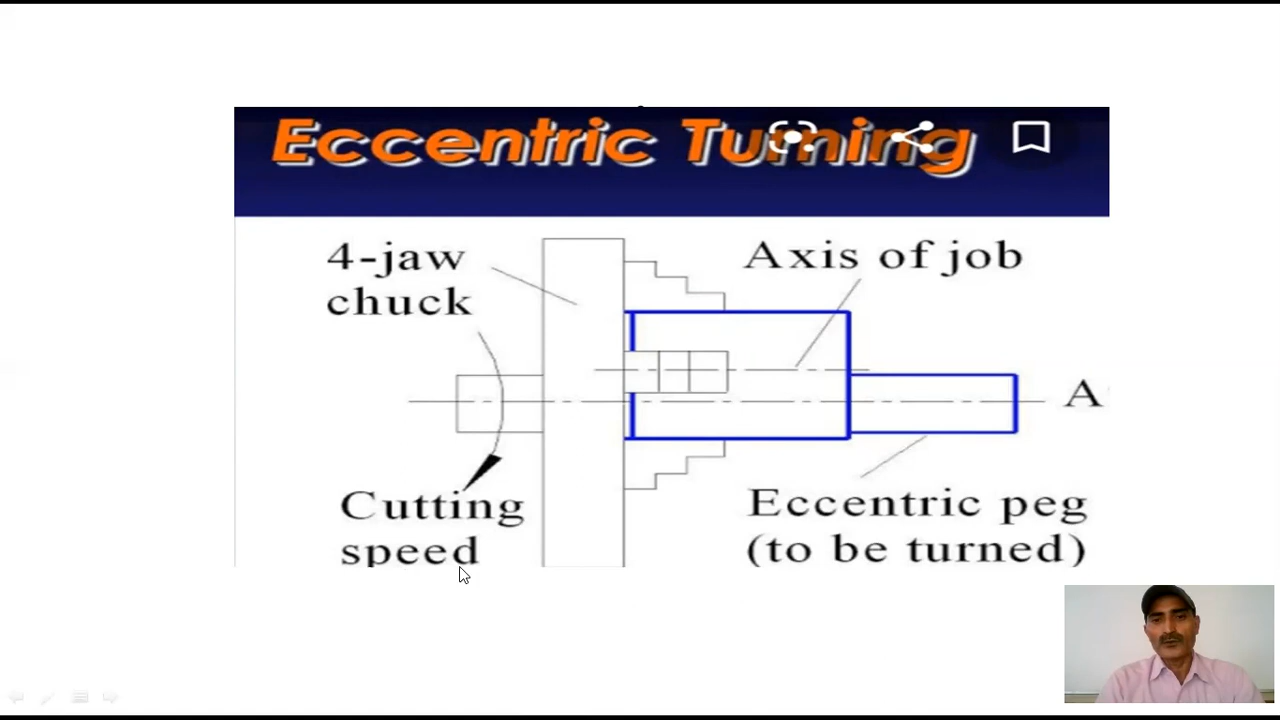 Eccentric Turning
4-jaw
chuck
Axis of job
A
Cutting
speed
Eccentric peg
(to be turned)